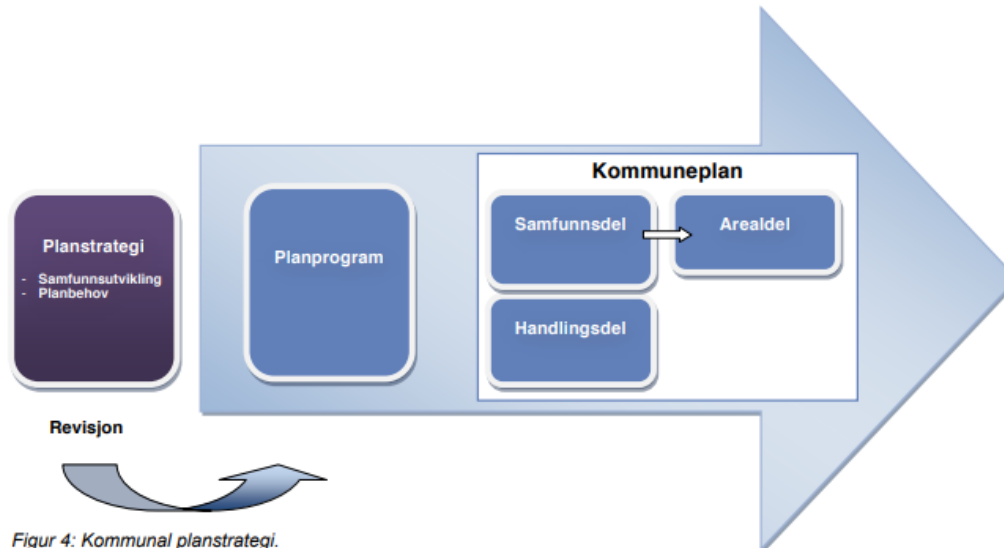 Kommuneplan
Planstrategi
- Samfunnsutvikling
- Planbehov
Planprogram
Samfunnsdel
Arealdel
Handlingsdel
Revisjon
Figur 4: Kommunal planstrategi.